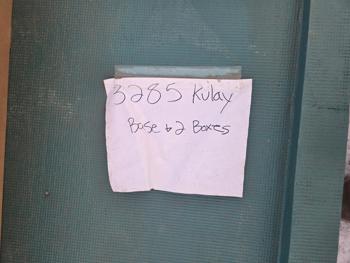 3285 Kulay
Base & 2 Boxes